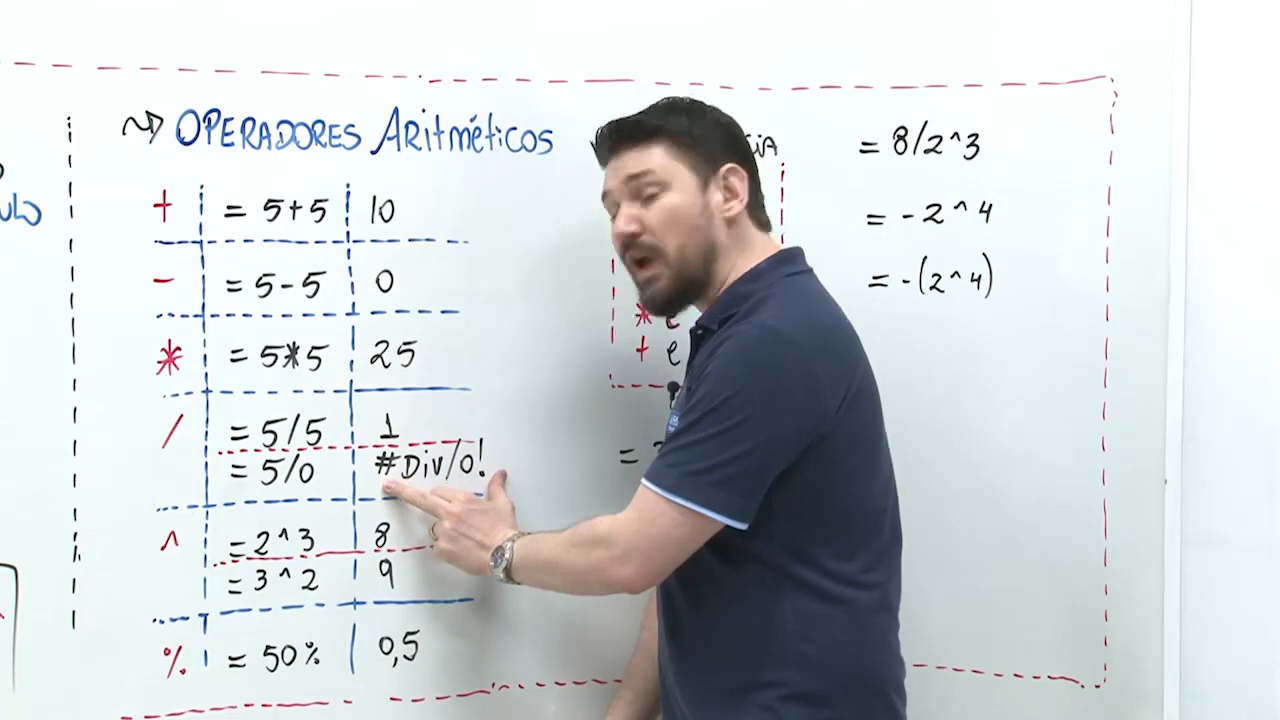 OPERADORES Aritméticos
+ = 5+5 10
- = 5-5 0
* = 5*5 25
/ = 5/5 1
= 5/0 #Div/0!
^ = 2^3 8
= 3^2 9
% = 50% 0,5
* e
+ e
=
= 8/2^3
= -2^4
= -(2^4)